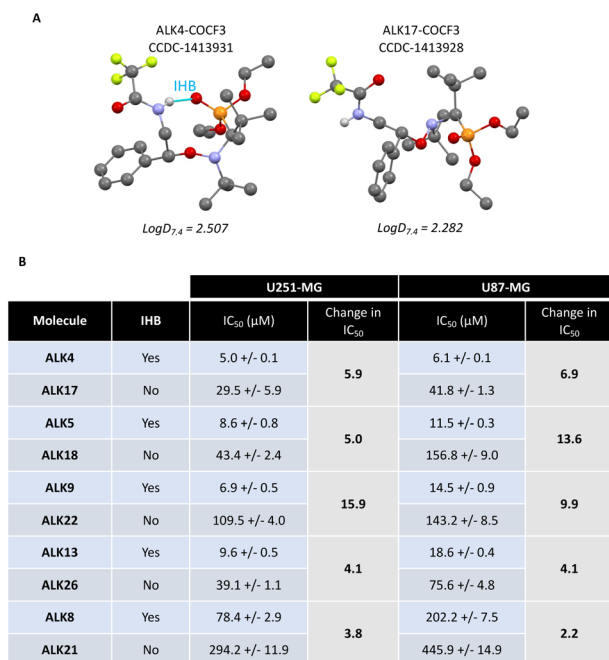 A
ALK4-COCF3
CCDC-1413931
ALK17-COCF3
CCDC-1413928
IHB
LogD7.4 = 2.507
LogD7.4 = 2.282
B
U251-MG U87-MG
Molecule IHB IC50 (µM) Change in IC50 IC50 (µM) Change in IC50
ALK4 Yes 5.0 +/- 0.1 5.9 6.1 +/- 0.1 6.9
ALK17 No 29.5 +/- 5.9 41.8 +/- 1.3
ALK5 Yes 8.6 +/- 0.8 5.0 11.5 +/- 0.3 13.6
ALK18 No 43.4 +/- 2.4 156.8 +/- 9.0
ALK9 Yes 6.9 +/- 0.5 15.9 14.5 +/- 0.9 9.9
ALK22 No 109.5 +/- 4.0 143.2 +/- 8.5
ALK13 Yes 9.6 +/- 0.5 4.1 18.6 +/- 0.4 4.1
ALK26 No 39.1 +/- 1.1 75.6 +/- 4.8
ALK8 Yes 78.4 +/- 2.9 3.8 202.2 +/- 7.5 2.2
ALK21 No 294.2 +/- 11.9 445.9 +/- 14.9